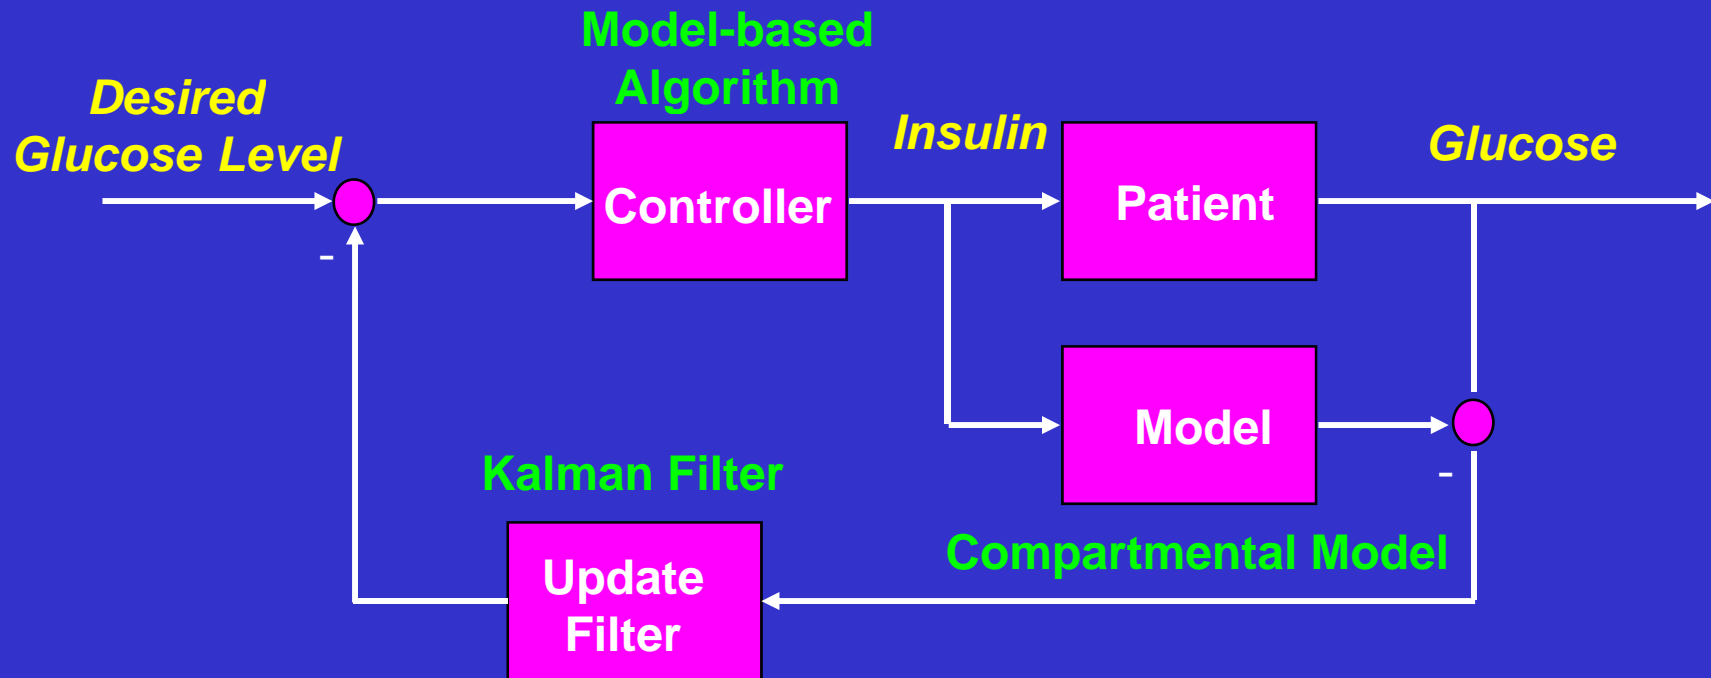 Model-based
Algorithm
Desired
Glucose Level
Insulin
Glucose
Controller
Patient
-
Model
-
Kalman Filter
Compartmental Model
Update
Filter